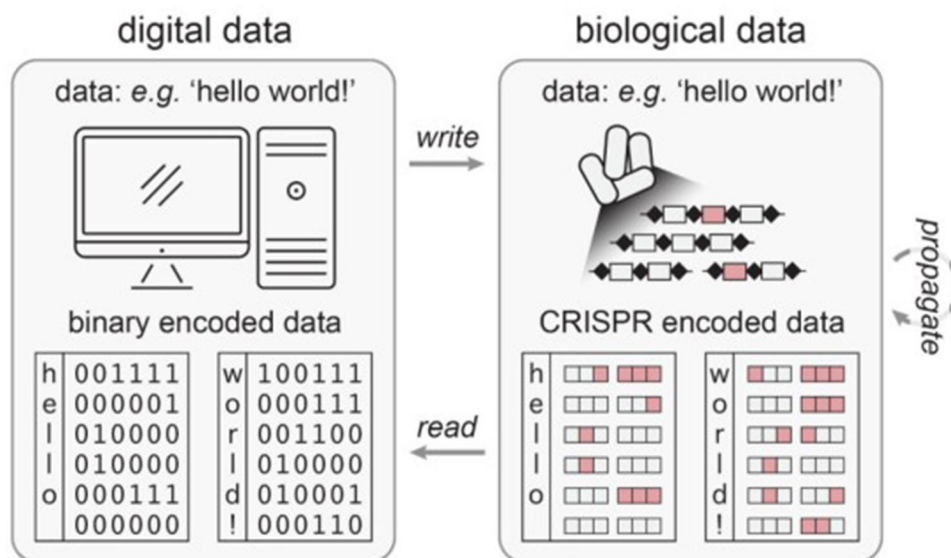 digital data
data: e.g. 'hello world!'
binary encoded data
h 001111
e 000001
l 010000
l 010000
o 000111
000000
w 100111
o 000111
r 001100
l 010000
d 010001
! 000110
write
read
biological data
data: e.g. 'hello world!'
CRISPR encoded data
h
e
l
l
o
w
o
r
l
d
!
propagate